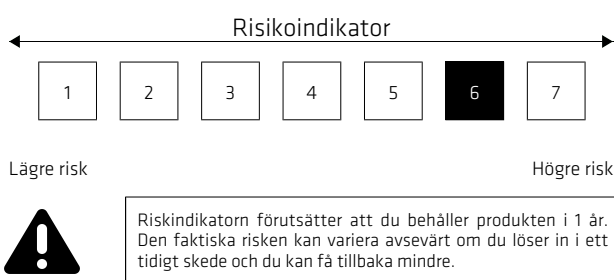 Risikoindikator
1 2 3 4 5 6 7
Lägre risk Högre risk
Riskindikatorn förutsätter att du behåller produkten i 1 år.
Den faktiska risken kan variera avsevärt om du löser in i ett
tidigt skede och du kan få tillbaka mindre.